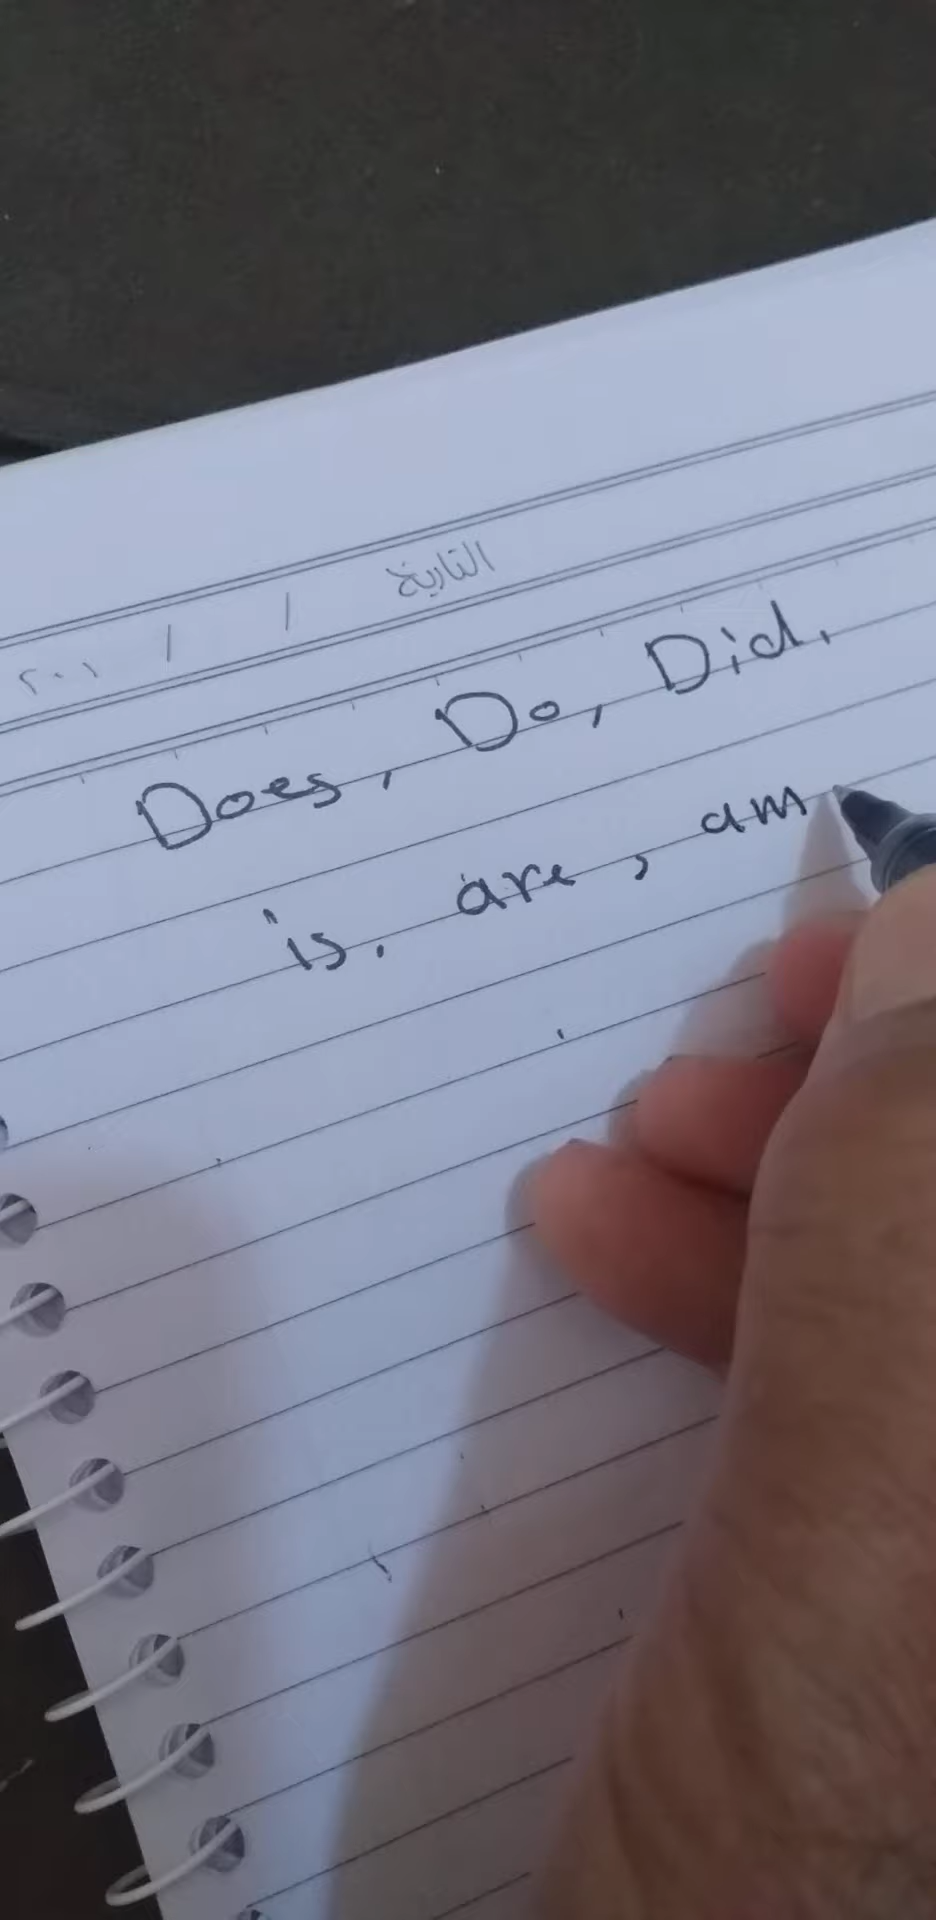 التاريخ / / ٢٠١
Does, Do, Did,
is, are, am